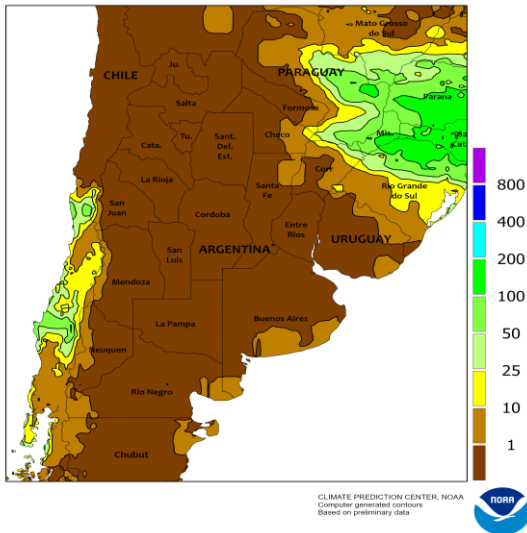 Mato Grosso
do Sul
CHILE
Ju.
PARAGUAY
Parana
Salta
Formosa
Tu.
Chaco
Mis.
Cata.
Sant.
Del.
Est.
La Rioja
Corr
Santa
Fe
Rio Grande
do Sul
San
Juan
Cordoba
Entre
Rios
URUGUAY
San
Luis
ARGENTINA
Mendoza
La Pampa
Buenos Aires
Neuquen
Rio Negro
Chubut
800
400
200
100
50
25
10
1
CLIMATE PREDICTION CENTER, NOAA
Computer generated contours
Based on preliminary data
NOAA